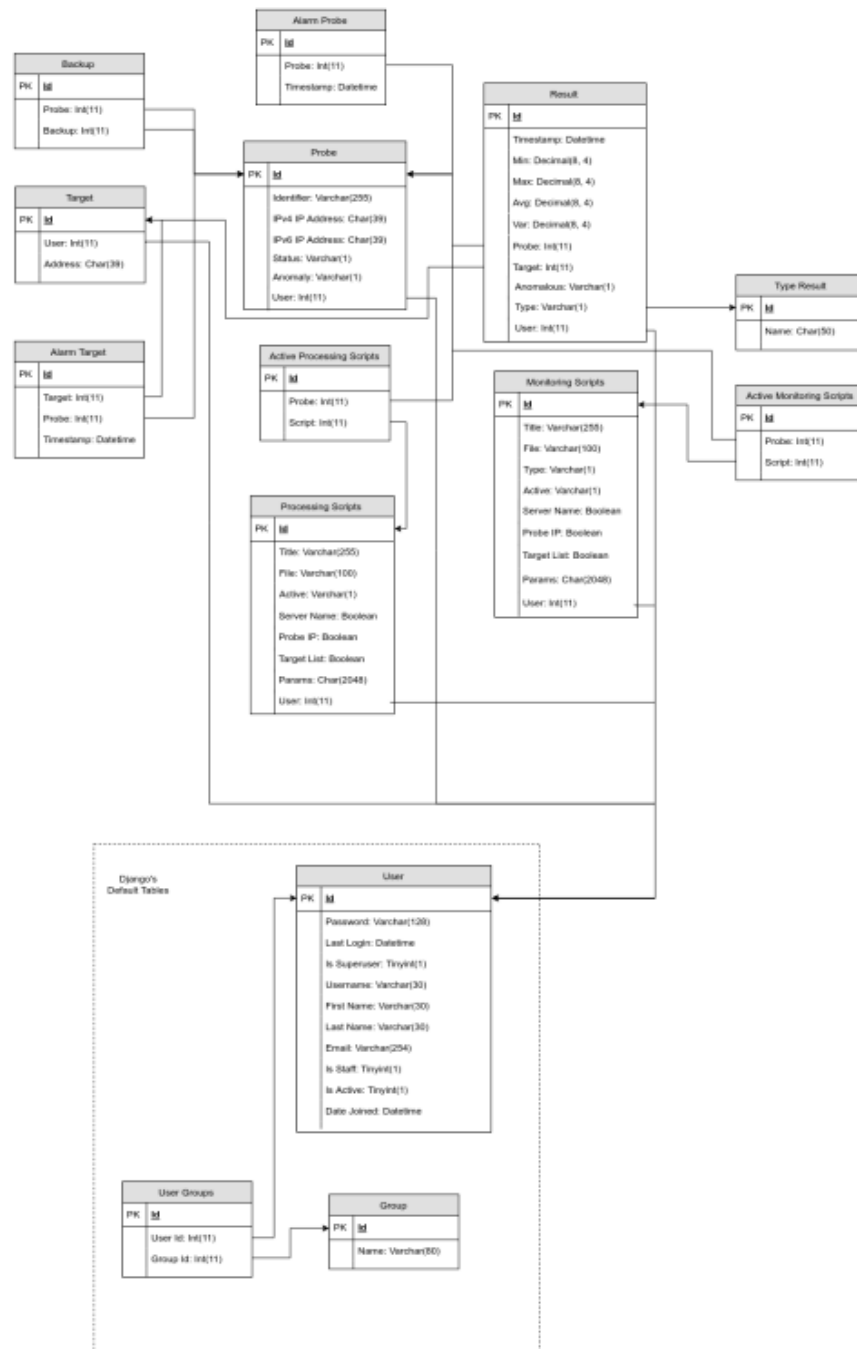 Alarm Probe
PK Id
Probe: Int(11)
Timestamp: Datetime
Backup
PK Id
Probe: Int(11)
Backup: Int(11)
Result
PK Id
Timestamp: Datetime
Min: Decimal(8, 4)
Max: Decimal(8, 4)
Avg: Decimal(8, 4)
Var: Decimal(8, 4)
Probe: Int(11)
Target: Int(11)
Anomalous: Varchar(1)
Type: Varchar(1)
User: Int(11)
Probe
PK Id
Identifier: Varchar(255)
IPv4 IP Address: Char(39)
IPv6 IP Address: Char(39)
Status: Varchar(1)
Anomaly: Varchar(1)
User: Int(11)
Target
PK Id
User: Int(11)
Address: Char(39)
Type Result
PK Id
Name: Char(50)
Alarm Target
PK Id
Target: Int(11)
Probe: Int(11)
Timestamp: Datetime
Active Processing Scripts
PK Id
Probe: Int(11)
Script: Int(11)
Monitoring Scripts
PK Id
Title: Varchar(255)
File: Varchar(100)
Type: Varchar(1)
Active: Varchar(1)
Server Name: Boolean
Probe IP: Boolean
Target List: Boolean
Params: Char(2048)
User: Int(11)
Active Monitoring Scripts
PK Id
Probe: Int(11)
Script: Int(11)
Processing Scripts
PK Id
Title: Varchar(255)
File: Varchar(100)
Active: Varchar(1)
Server Name: Boolean
Probe IP: Boolean
Target List: Boolean
Params: Char(2048)
User: Int(11)
Django's
Default Tables
User
PK Id
Password: Varchar(128)
Last Login: Datetime
Is Superuser: Tinyint(1)
Username: Varchar(30)
First Name: Varchar(30)
Last Name: Varchar(30)
Email: Varchar(254)
Is Staff: Tinyint(1)
Is Active: Tinyint(1)
Date Joined: Datetime
User Groups
PK Id
User Id: Int(11)
Group Id: Int(11)
Group
PK Id
Name: Varchar(80)